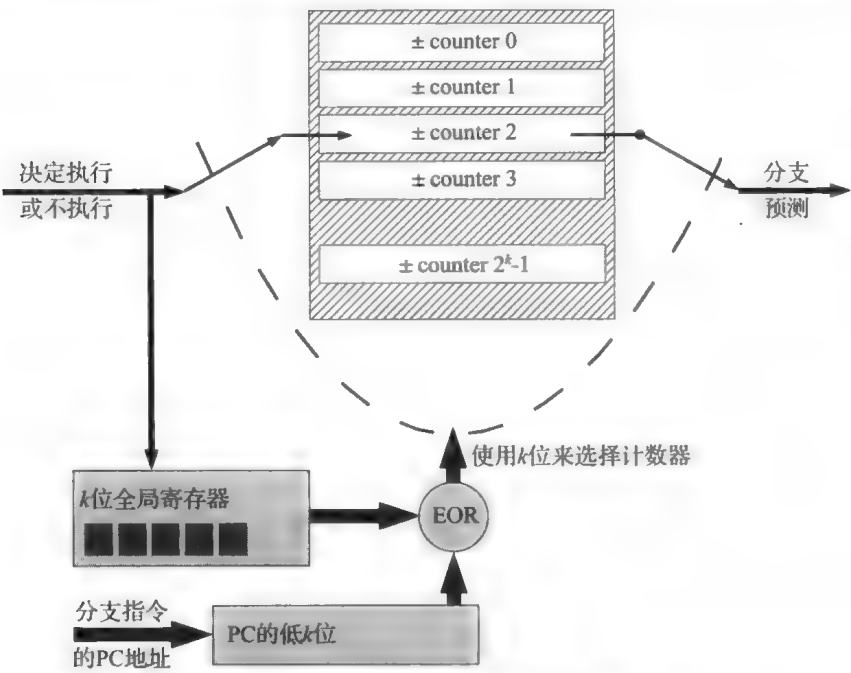 ± counter 0
± counter 1
± counter 2
± counter 3
± counter 2ᵏ-1
决定执行
或不执行
分支
预测
使用k位来选择计数器
k位全局寄存器
EOR
分支指令
的PC地址
PC的低k位